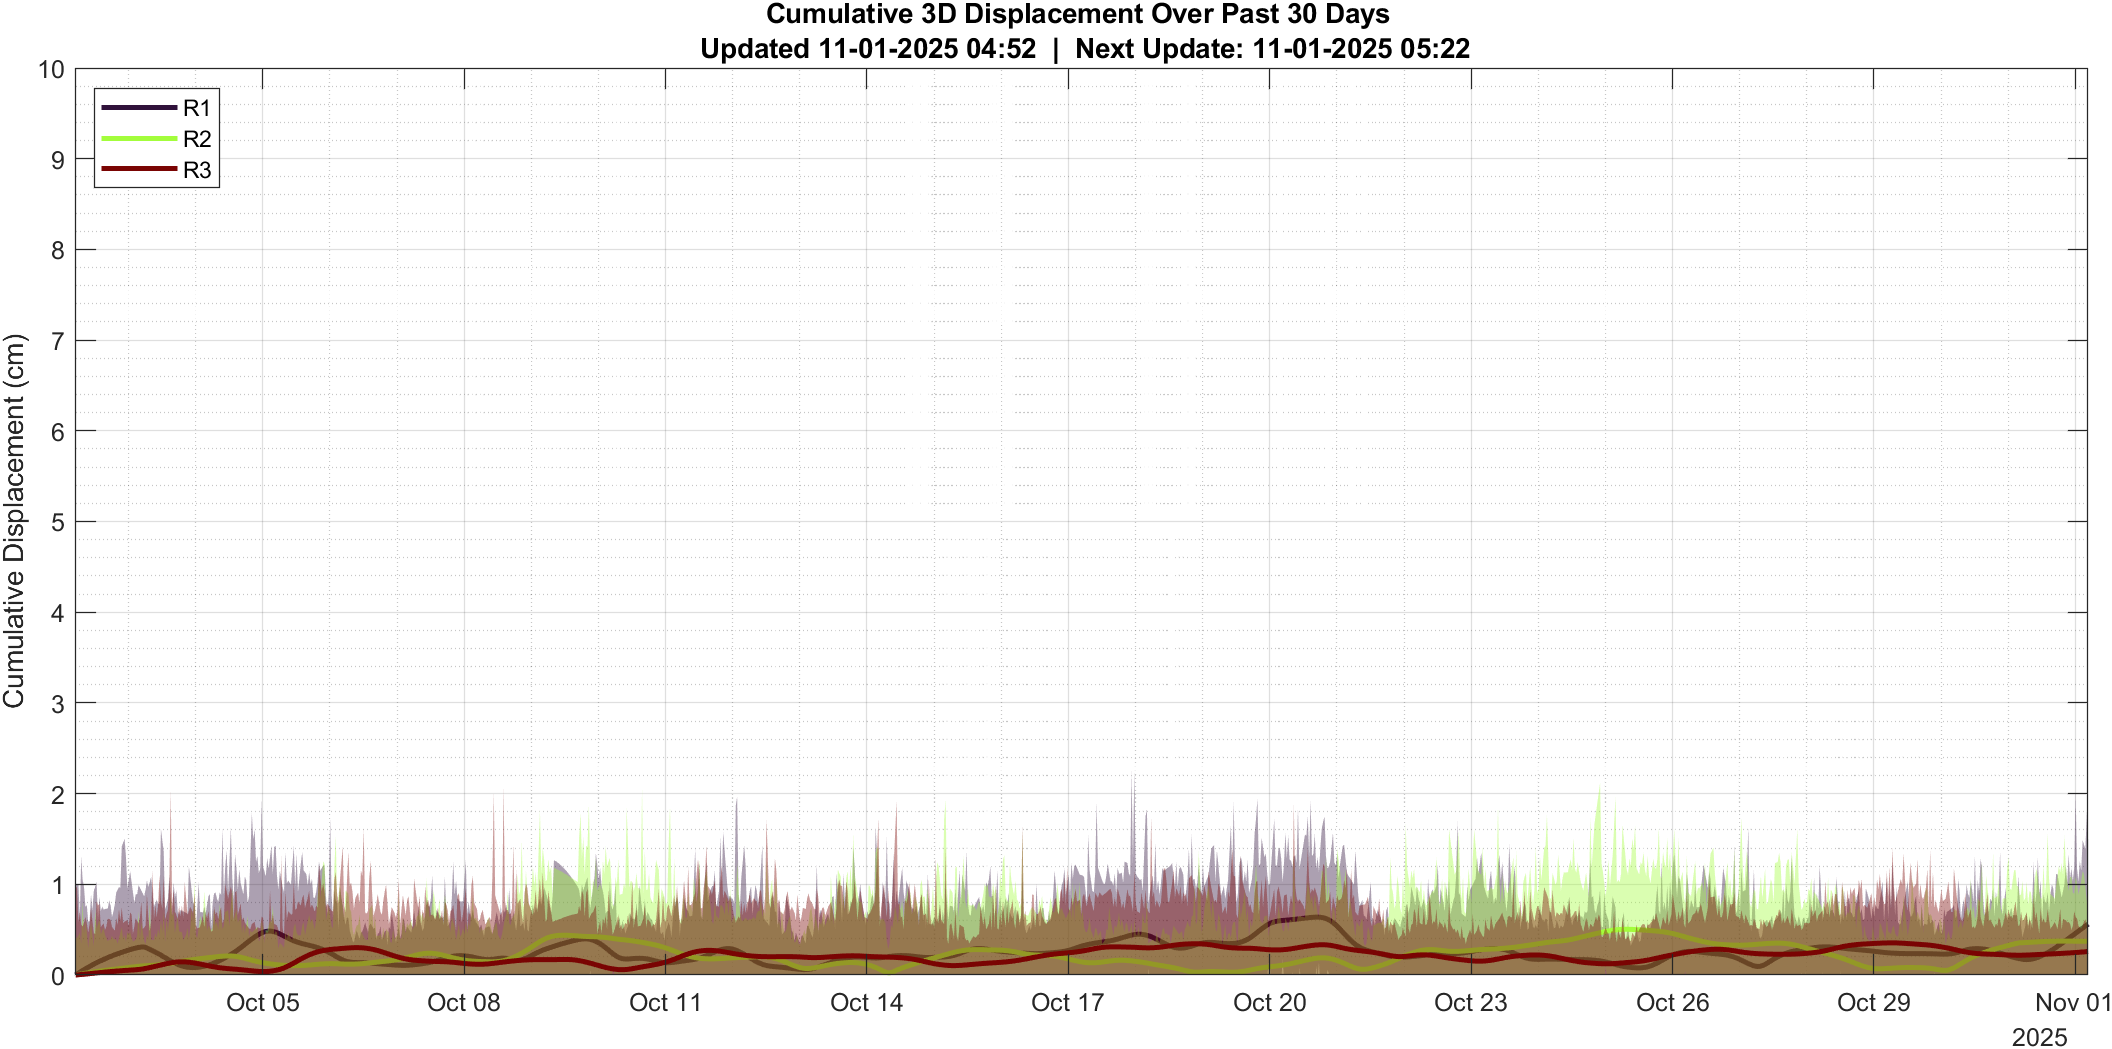 Cumulative 3D Displacement Over Past 30 Days
Updated 11-01-2025 04:52 | Next Update: 11-01-2025 05:22
Cumulative Displacement (cm)
10
9
8
7
6
5
4
3
2
1
0
R1
R2
R3
Oct 05 Oct 08 Oct 11 Oct 14 Oct 17 Oct 20 Oct 23 Oct 26 Oct 29 Nov 01
2025